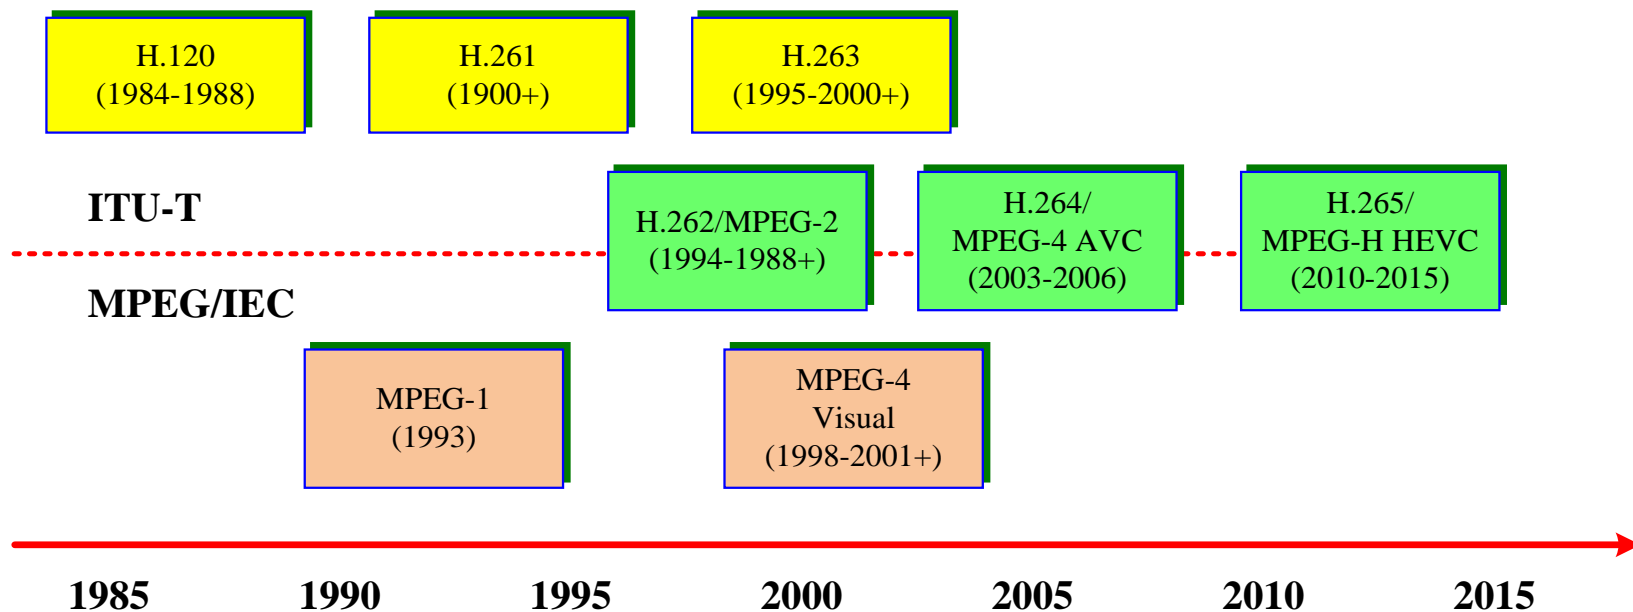 H.120
(1984-1988)
H.261
(1900+)
H.263
(1995-2000+)
ITU-T
H.262/MPEG-2
(1994-1988+)
H.264/
MPEG-4 AVC
(2003-2006)
H.265/
MPEG-H HEVC
(2010-2015)
MPEG/IEC
MPEG-1
(1993)
MPEG-4
Visual
(1998-2001+)
1985 1990 1995 2000 2005 2010 2015